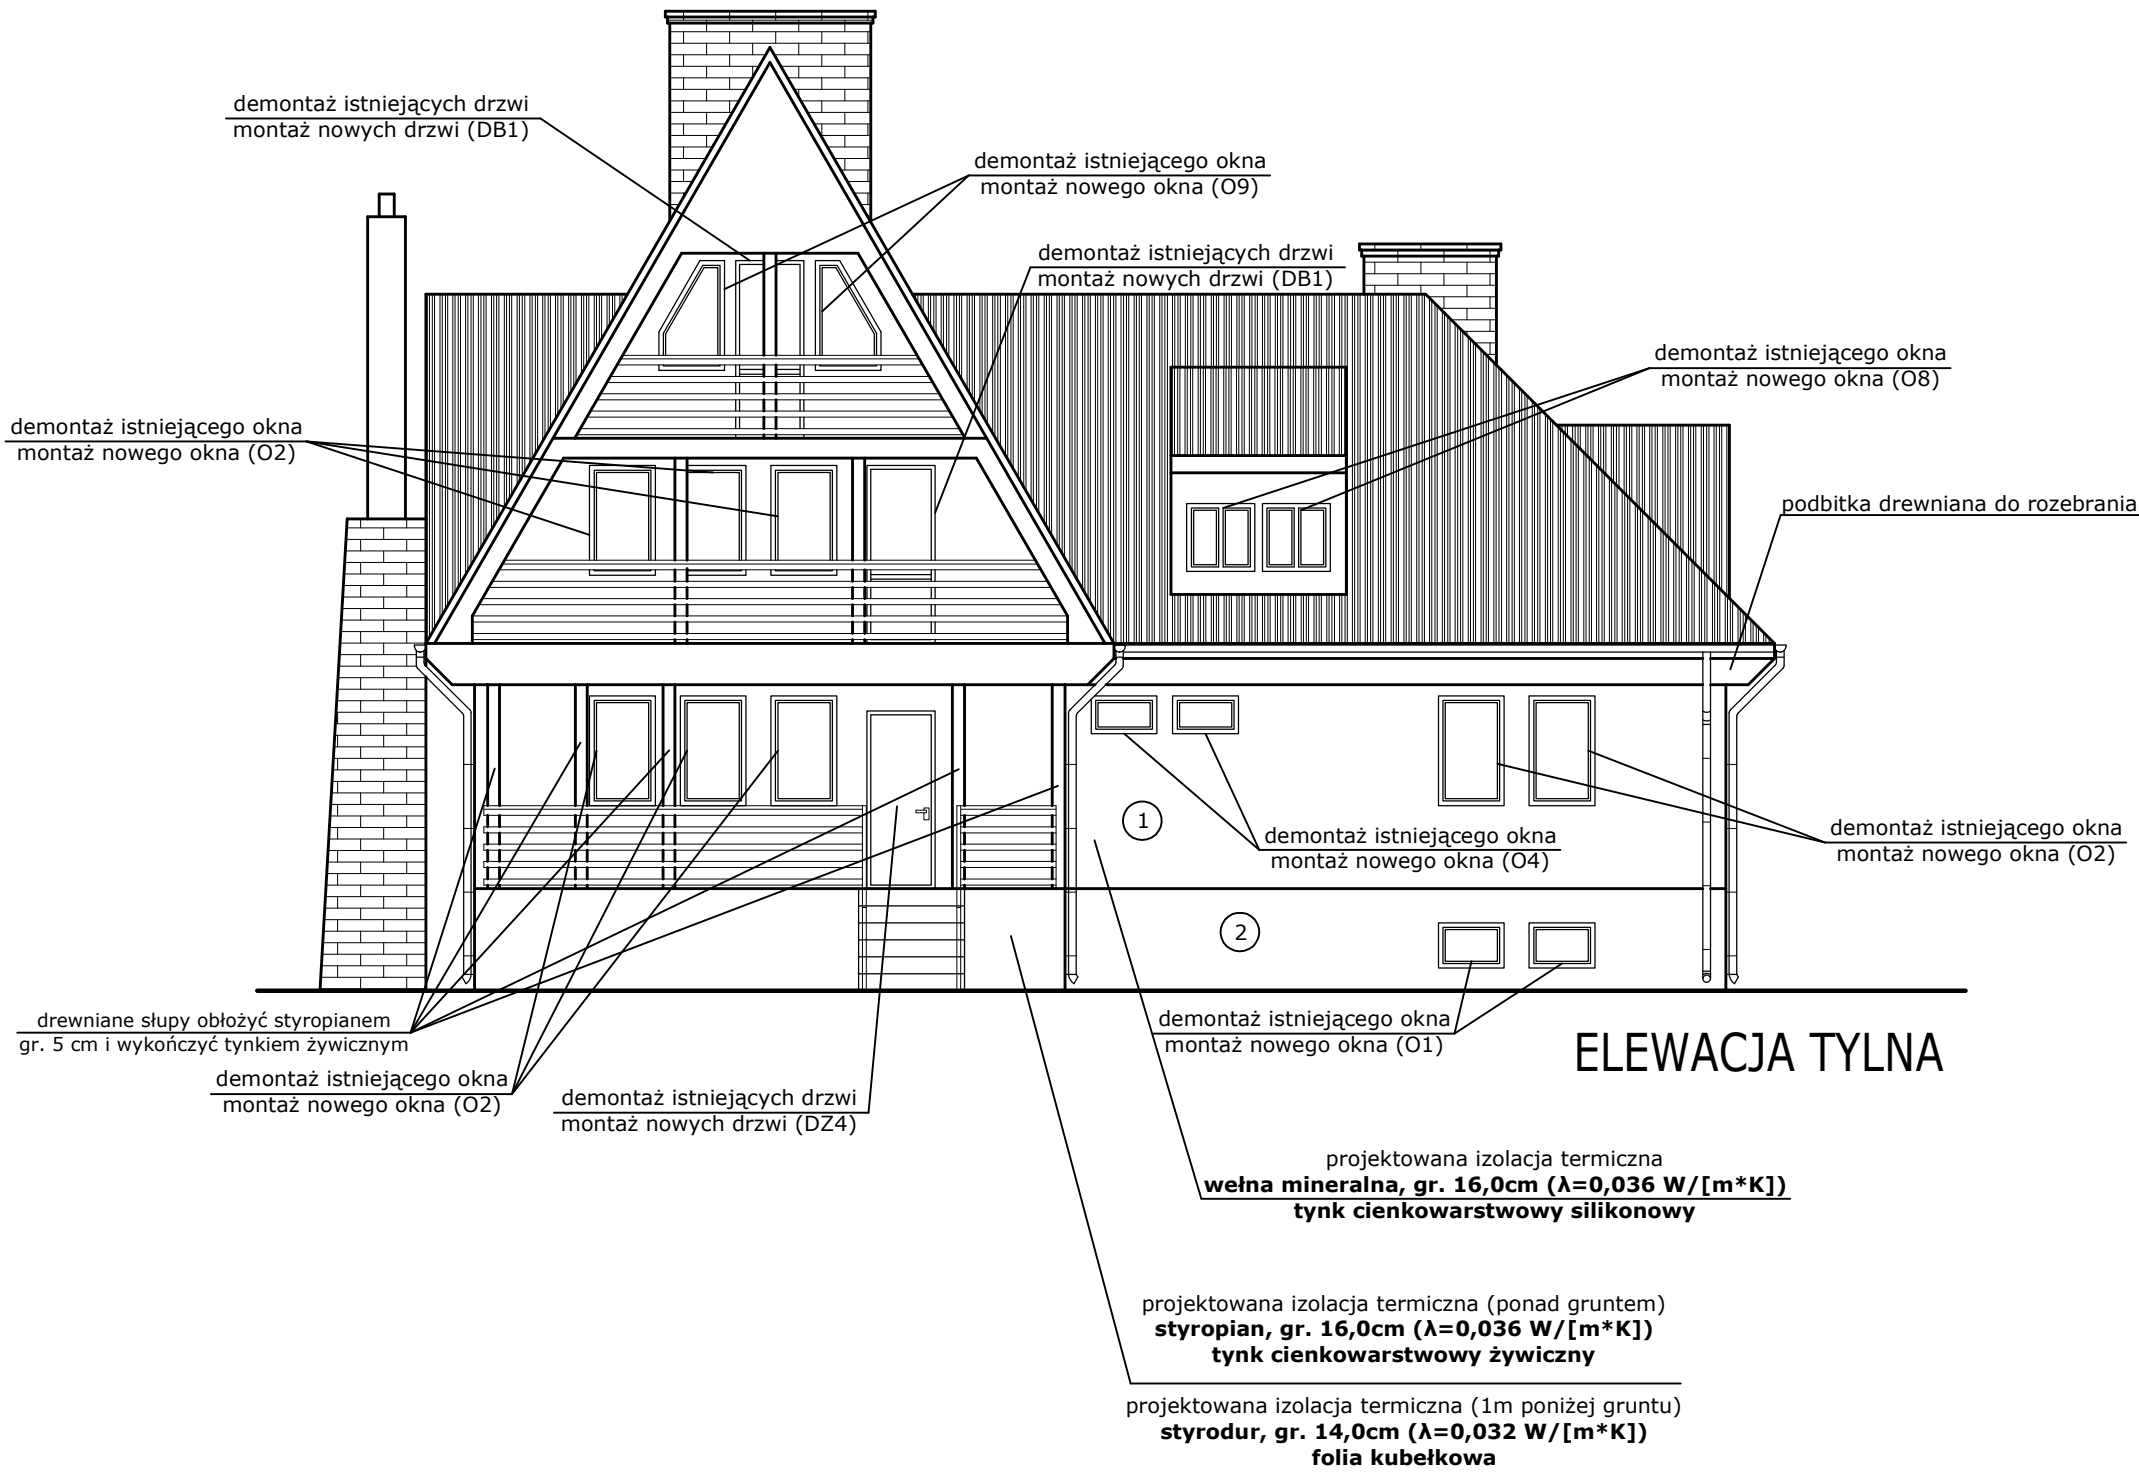 demontaż istniejących drzwi
montaż nowych drzwi (DB1)
demontaż istniejącego okna
montaż nowego okna (O9)
demontaż istniejących drzwi
montaż nowych drzwi (DB1)
demontaż istniejącego okna
montaż nowego okna (O8)
demontaż istniejącego okna
montaż nowego okna (O2)
podbitka drewniana do rozebrania
1
demontaż istniejącego okna
montaż nowego okna (O4)
demontaż istniejącego okna
montaż nowego okna (O2)
2
drewniane słupy obłożyć styropianem
gr. 5 cm i wykończyć tynkiem żywicznym
demontaż istniejącego okna
montaż nowego okna (O1)
ELEWACJA TYLNA
demontaż istniejącego okna
montaż nowego okna (O2)
demontaż istniejących drzwi
montaż nowych drzwi (DZ4)
projektowana izolacja termiczna
wełna mineralna, gr. 16,0cm (λ=0,036 W/[m*K])
tynk cienkowarstwowy silikonowy
projektowana izolacja termiczna (ponad gruntem)
styropian, gr. 16,0cm (λ=0,036 W/[m*K])
tynk cienkowarstwowy żywiczny
projektowana izolacja termiczna (1m poniżej gruntu)
styrodur, gr. 14,0cm (λ=0,032 W/[m*K])
folia kubełkowa